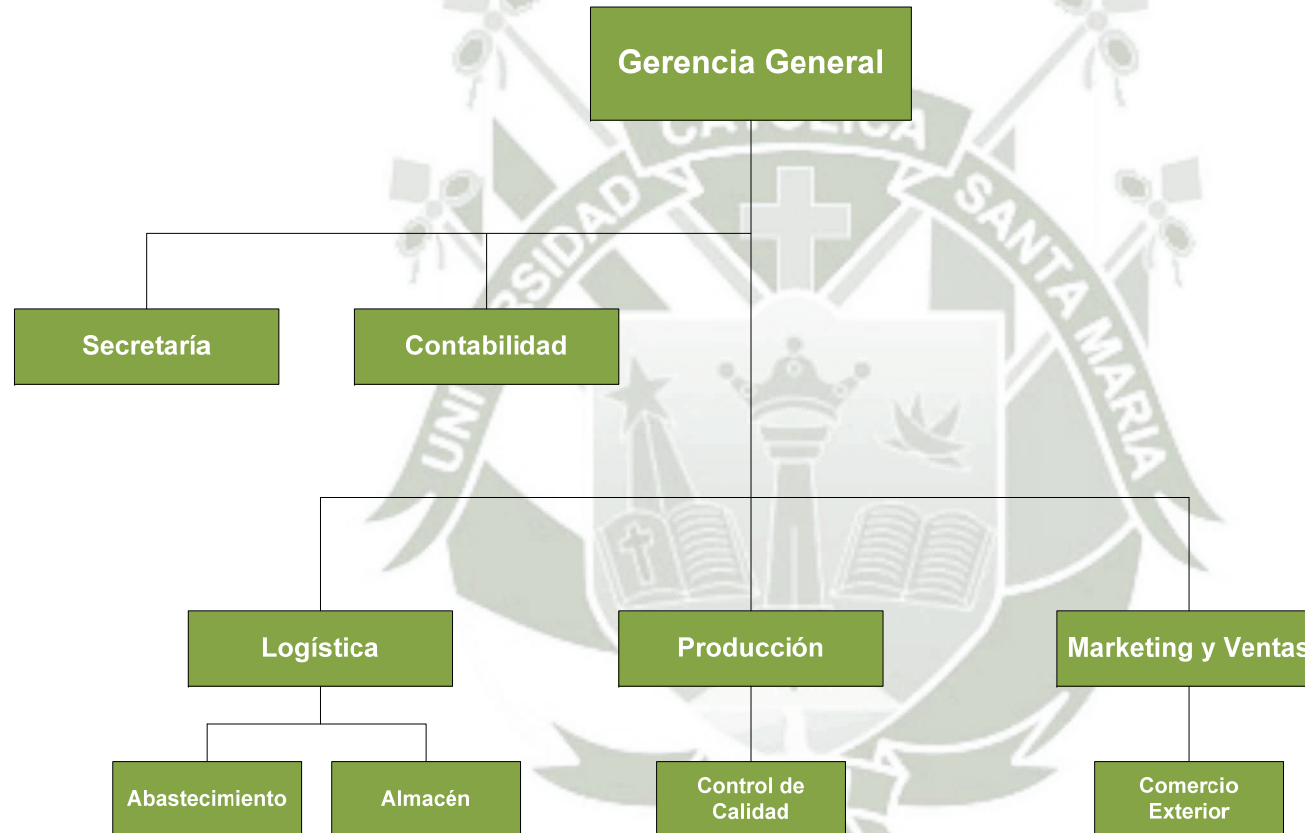 Gerencia General
UNIVERSIDAD CATOLICA SANTA MARIA
Secretaría
Contabilidad
Logística
Producción
Marketing y Ventas
Abastecimiento
Almacén
Control de
Calidad
Comercio
Exterior